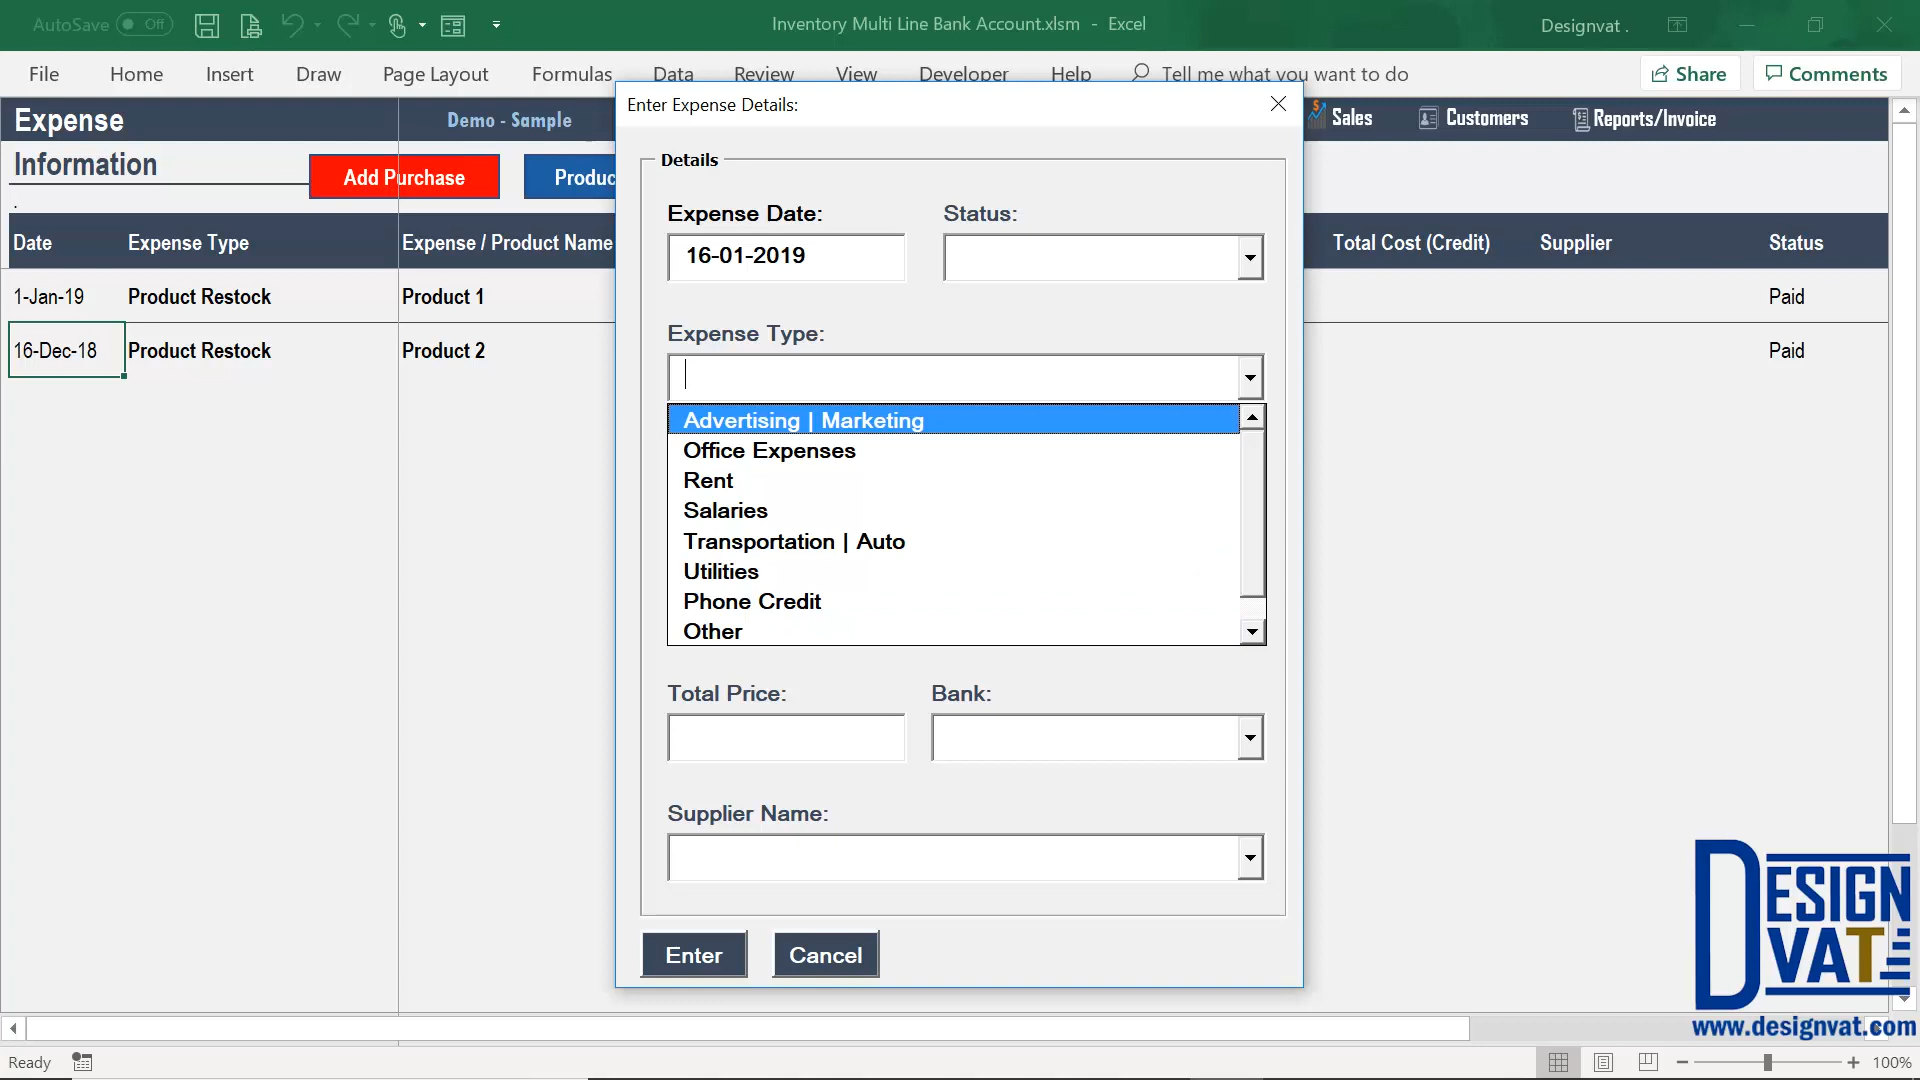 AutoSave Off
Inventory Multi Line Bank Account.xlsm - Excel
Designvat .
File Home Insert Draw Page Layout Formulas Data Review View Developer Help Tell me what you want to do Share Comments
Expense
Demo - Sample
Sales Customers Reports/Invoice
Information
Add Purchase
Produc
.
Date Expense Type Expense / Product Name Total Cost (Credit) Supplier Status
1-Jan-19 Product Restock Product 1 Paid
16-Dec-18 Product Restock Product 2 Paid
Enter Expense Details:
Details
Expense Date: Status:
16-01-2019
Expense Type:
Advertising | Marketing
Office Expenses
Rent
Salaries
Transportation | Auto
Utilities
Phone Credit
Other
Total Price: Bank:
Supplier Name:
Enter Cancel
DESIGN
VAT
www.designvat.com
Ready
100%